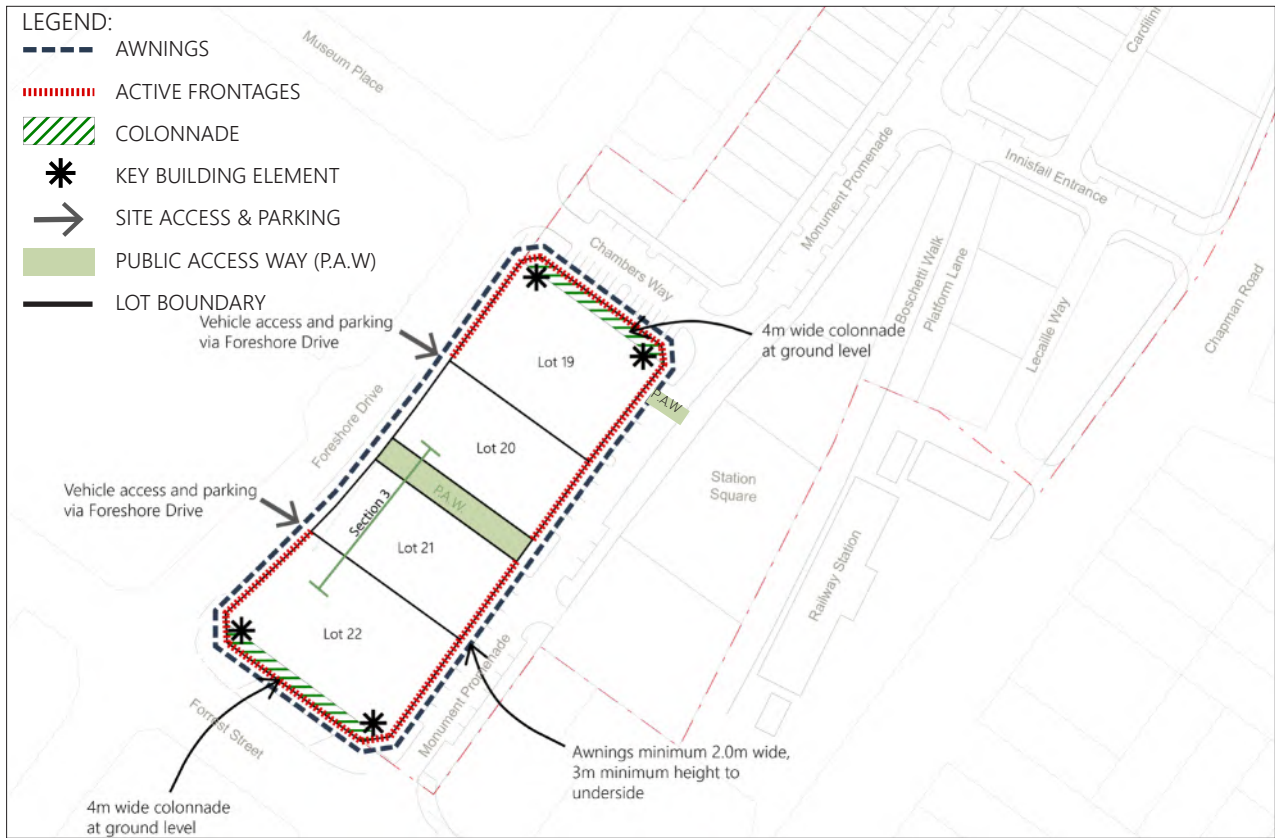 LEGEND:
AWNINGS
ACTIVE FRONTAGES
COLONNADE
KEY BUILDING ELEMENT
SITE ACCESS & PARKING
PUBLIC ACCESS WAY (P.A.W)
LOT BOUNDARY
Museum Place
Monument Promenade
Innisfail Entrance
Chambers Way
Boschetti Walk
Platform Lane
Lecaille Way
Chapman Road
Vehicle access and parking
via Foreshore Drive
4m wide colonnade
at ground level
Lot 19
P.A.W
Foreshore Drive
Lot 20
Station
Square
Vehicle access and parking
via Foreshore Drive
P.A.W
Section 3
Lot 21
Railway Station
Lot 22
Monument Promenade
Forrest Street
Awnings minimum 2.0m wide,
3m minimum height to
underside
4m wide colonnade
at ground level